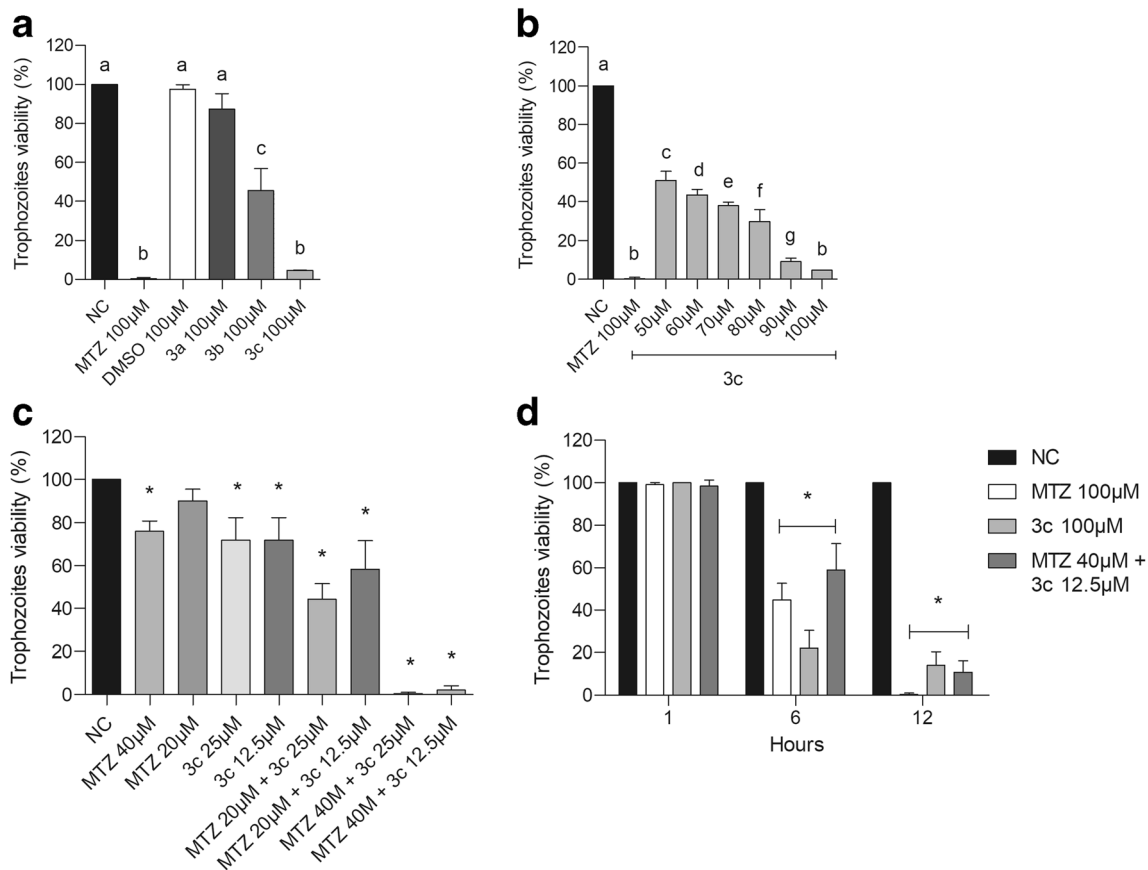 a
Trophozoites viability (%)
120
100
80
60
40
20
0
a
b
a
a
c
b
NC
MTZ 100µM
DMSO 100µM
3a 100µM
3b 100µM
3c 100µM
b
Trophozoites viability (%)
120
100
80
60
40
20
0
a
b
c
d
e
f
g
b
NC
MTZ 100µM
50µM
60µM
70µM
80µM
90µM
100µM
3c
c
Trophozoites viability (%)
120
100
80
60
40
20
0
*
*
*
*
*
*
*
NC
MTZ 40µM
MTZ 20µM
3c 25µM
3c 12.5µM
MTZ 20µM + 3c 25µM
MTZ 20µM + 3c 12.5µM
MTZ 40M + 3c 25µM
MTZ 40M + 3c 12.5µM
d
Trophozoites viability (%)
120
100
80
60
40
20
0
*
*
1
6
12
Hours
NC
MTZ 100µM
3c 100µM
MTZ 40µM +
3c 12.5µM